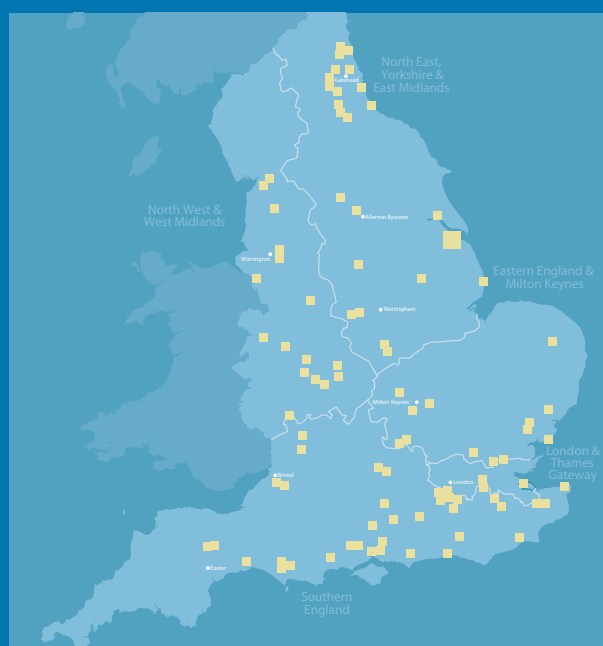 North East,
Yorkshire &
East Midlands
Gateshead
North West &
West Midlands
Allerton Bywater
Warrington
Eastern England &
Milton Keynes
Nottingham
Milton Keynes
London &
Thames
Gateway
Bristol
London
Exeter
Southern
England